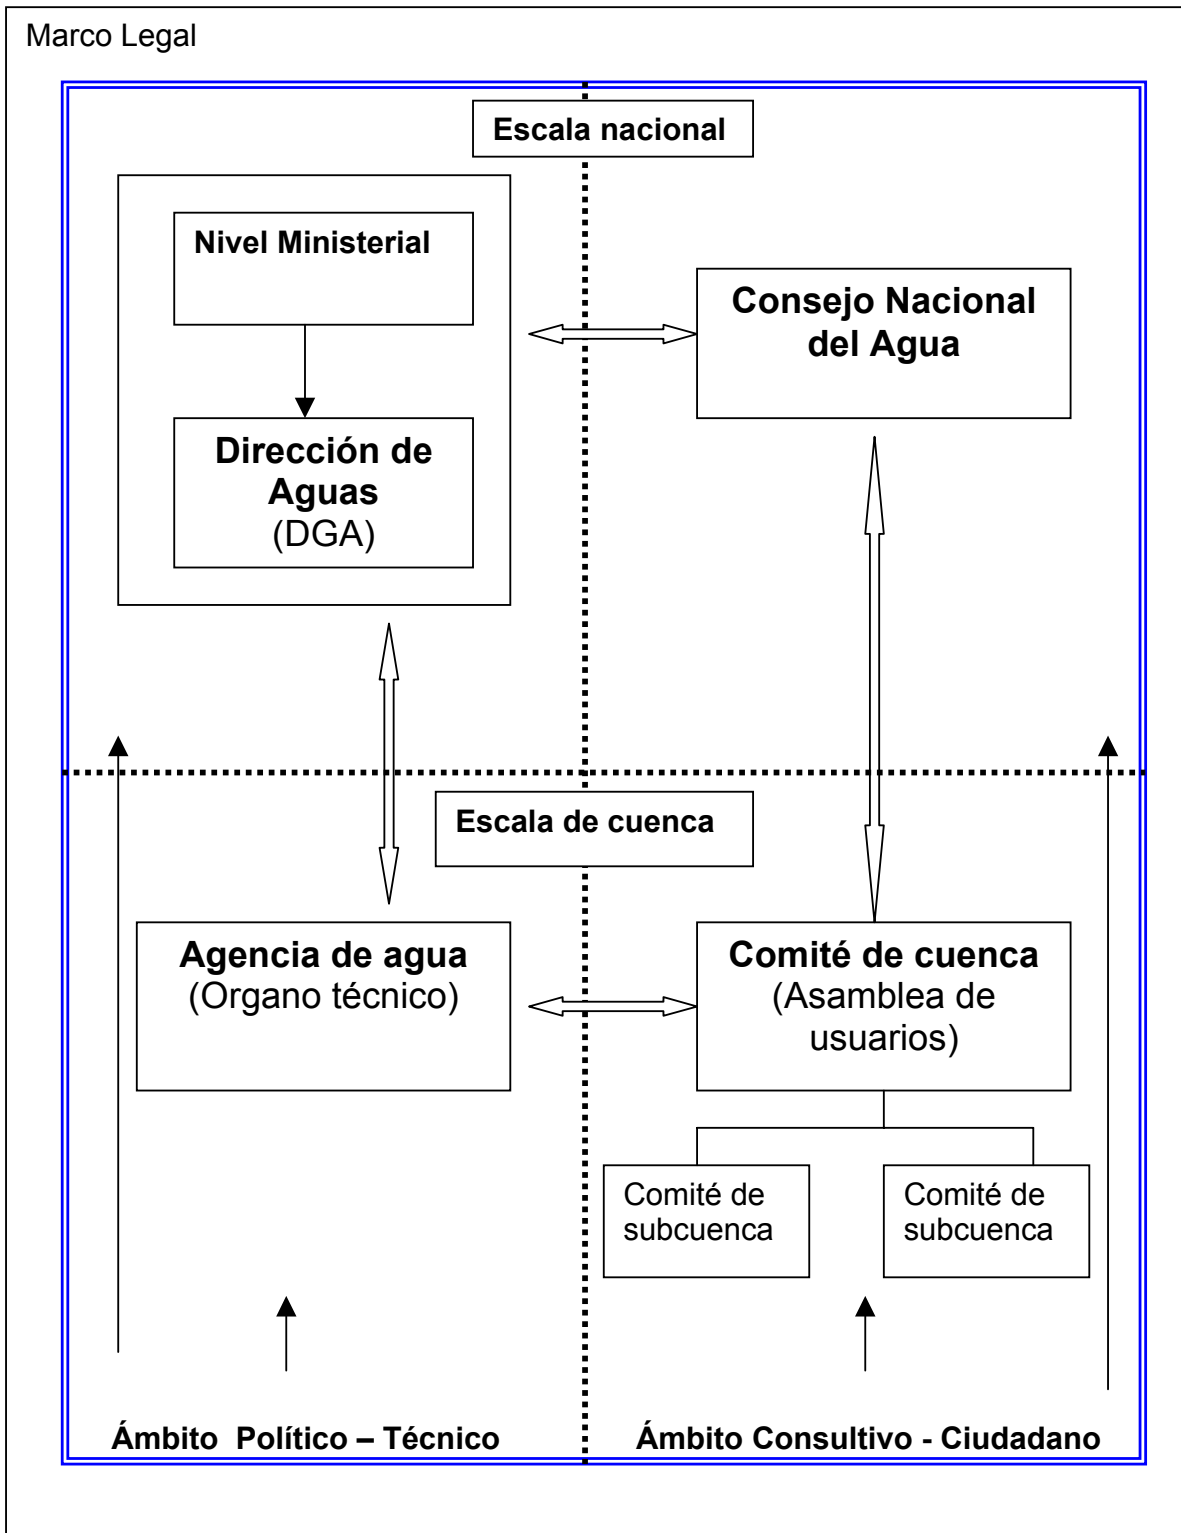 Marco Legal
Escala nacional
Nivel Ministerial
Consejo Nacional
del Agua
Dirección de
Aguas
(DGA)
Escala de cuenca
Agencia de agua
(Organo técnico)
Comité de cuenca
(Asamblea de
usuarios)
Comité de
subcuenca
Comité de
subcuenca
Ámbito Político – Técnico
Ámbito Consultivo - Ciudadano